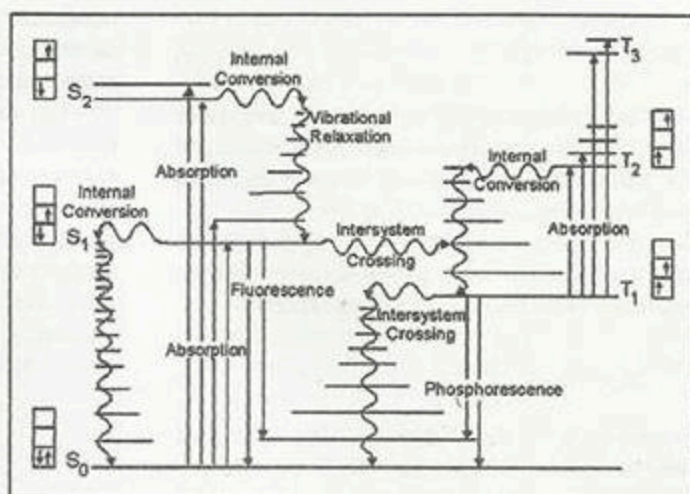 Internal
Conversion
T3
S2
Vibrational
Relaxation
Absorption
Internal
Conversion
T2
Internal
Conversion
S1
Intersystem
Crossing
Absorption
Fluorescence
T1
Intersystem
Crossing
Absorption
Phosphorescence
S0